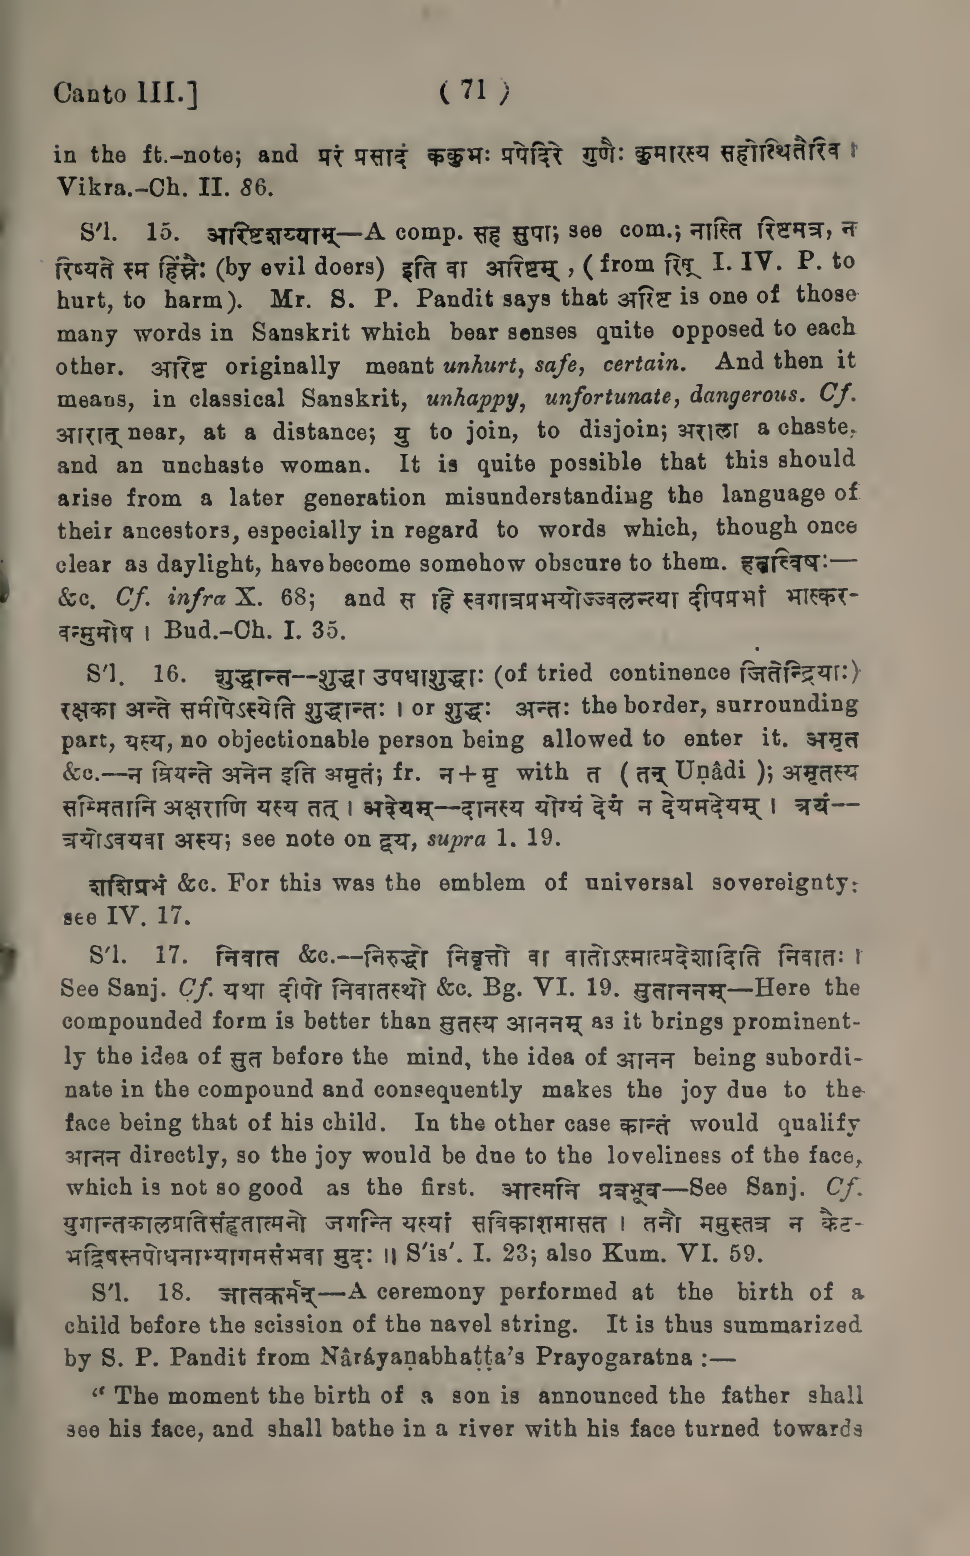 Canto III.] ( 71 )
in the ft.-note; and परं प्रसादं ककुभः प्रपेदिरे गुणैः कुमारस्य सहोत्थितैरिव ।
Vikra.-Ch. II. 86.
S'l. 15. अरिष्टशय्याम्—A comp. सह सुपा; see com.; नास्ति रिष्टमत्र, न
रिष्यते स्म हिंस्रैः (by evil doers) इति वा अरिष्टम्, ( from रिष् I. IV. P. to
hurt, to harm ). Mr. S. P. Pandit says that अरिष्ट is one of those
many words in Sanskrit which bear senses quite opposed to each
other. अरिष्ट originally meant unhurt, safe, certain. And then it
means, in classical Sanskrit, unhappy, unfortunate, dangerous. Cf.
आरात् near, at a distance; यु to join, to disjoin; अराला a chaste,
and an unchaste woman. It is quite possible that this should
arise from a later generation misunderstanding the language of
their ancestors, especially in regard to words which, though once
clear as daylight, have become somehow obscure to them. हतत्विषः—
&c. Cf. infra X. 68; and स हि स्वगात्रप्रभयोज्ज्वलन्त्या दीपप्रभां भास्कर-
वन्मुमोष । Bud.-Ch. I. 35.
S'l. 16. शुद्धान्त--शुद्धा उपधाशुद्धाः (of tried continence जितेन्द्रियाः)
रक्षका अन्ते समीपेऽस्येति शुद्धान्तः । or शुद्धः अन्तः the border, surrounding
part, यस्य, no objectionable person being allowed to enter it. अमृत
&c.--न म्रियन्ते अनेन इति अमृतं; fr. न+मृ with त ( तन् Uṇâdi ); अमृतस्य
सम्मितानि अक्षराणि यस्य तत् । अदेयम्--दानस्य योग्यं देयं न देयमदेयम् । त्रयं--
त्रयोऽवयवा अस्य; see note on द्वय, supra 1. 19.
शशिप्रभं &c. For this was the emblem of universal sovereignty;
see IV. 17.
S'l. 17. निवात &c.--निरुद्धो निवृत्तो वा वातोऽस्मात्प्रदेशादिति निवातः ।
See Sanj. Cf. यथा दीपो निवातस्थो &c. Bg. VI. 19. सुताननम्—Here the
compounded form is better than सुतस्य आननम् as it brings prominent-
ly the idea of सुत before the mind, the idea of आनन being subordi-
nate in the compound and consequently makes the joy due to the
face being that of his child. In the other case कान्तं would qualify
आनन directly, so the joy would be due to the loveliness of the face,
which is not so good as the first. आत्मनि प्रबभूव—See Sanj. Cf.
युगान्तकालप्रतिसंहृतात्मनो जगन्ति यस्यां सविकाशमासत । तनौ ममुस्तत्र न कैट-
भद्विषस्तपोधनाभ्यागमसंभवा मुदः ॥ S'is'. I. 23; also Kum. VI. 59.
S'l. 18. जातकर्मन्—A ceremony performed at the birth of a
child before the scission of the navel string. It is thus summarized
by S. P. Pandit from Nâráyaṇabhaṭṭa's Prayogaratna :—
“ The moment the birth of a son is announced the father shall
see his face, and shall bathe in a river with his face turned towards